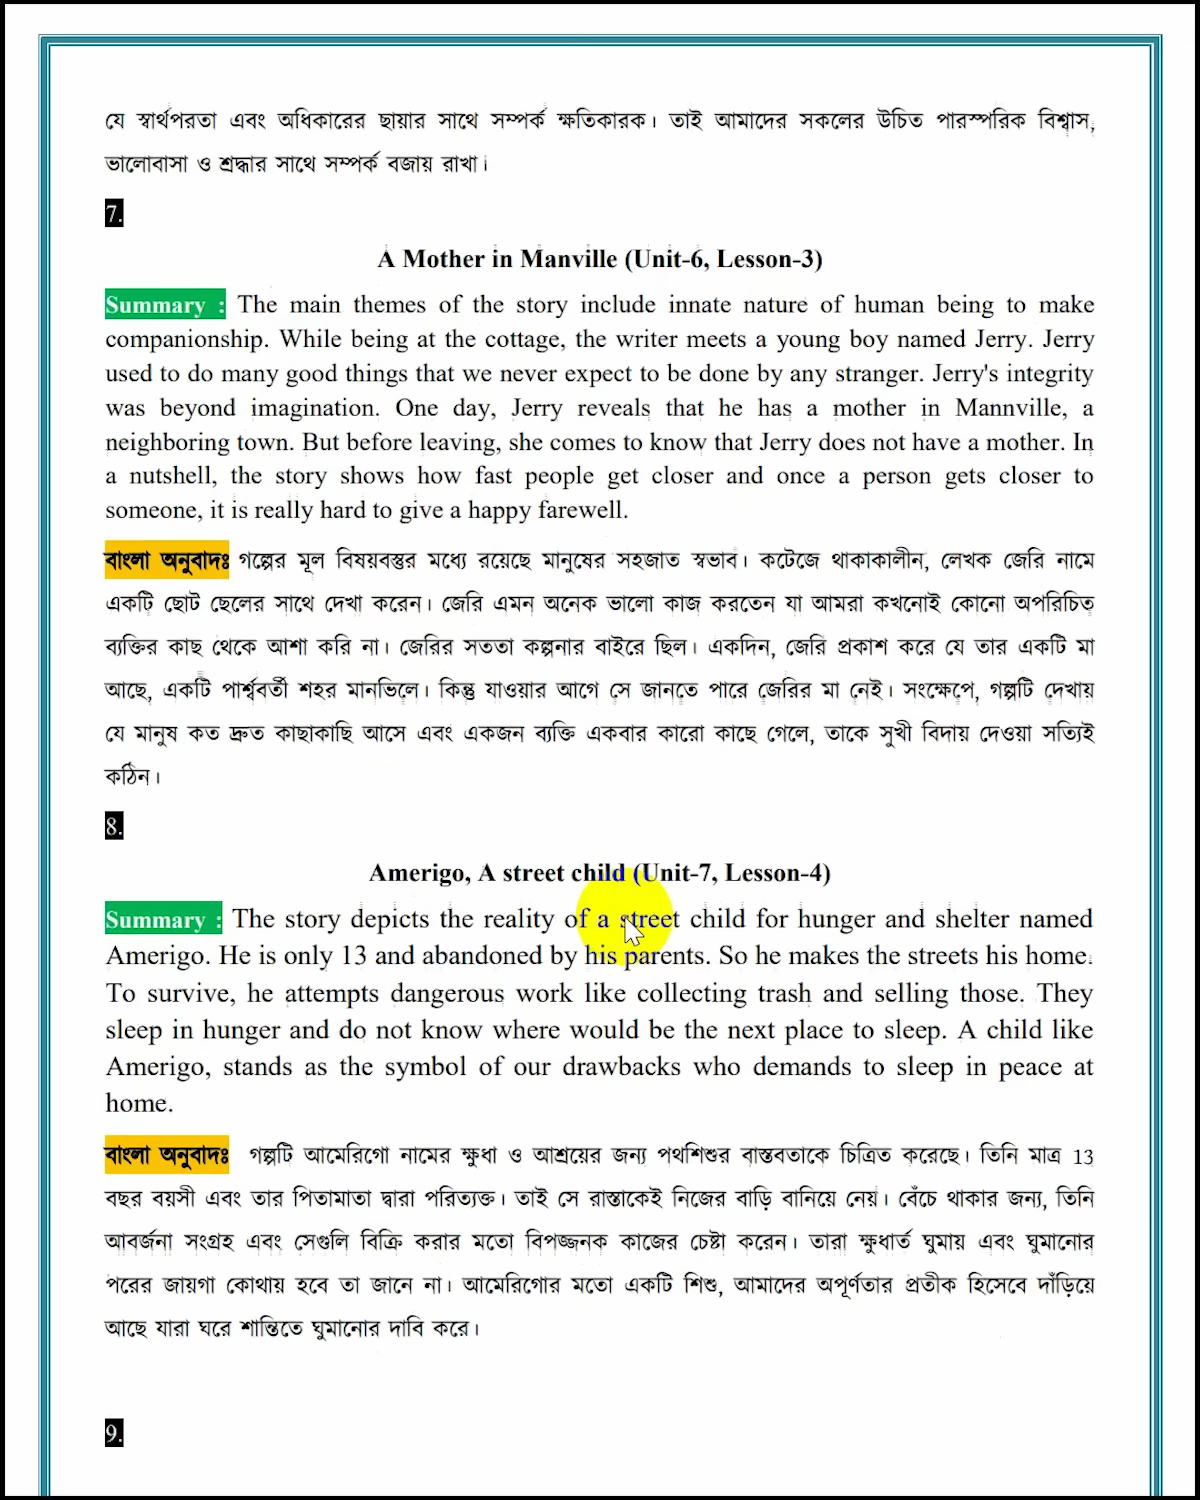 যে স্বার্থপরতা এবং অধিকারের ছায়ার সাথে সম্পর্ক ক্ষতিকারক। তাই আমাদের সকলের উচিত পারস্পরিক বিশ্বাস,
ভালোবাসা ও শ্রদ্ধার সাথে সম্পর্ক বজায় রাখা।
7.
A Mother in Manville (Unit-6, Lesson-3)
Summary : The main themes of the story include innate nature of human being to make
companionship. While being at the cottage, the writer meets a young boy named Jerry. Jerry
used to do many good things that we never expect to be done by any stranger. Jerry's integrity
was beyond imagination. One day, Jerry reveals that he has a mother in Mannville, a
neighboring town. But before leaving, she comes to know that Jerry does not have a mother. In
a nutshell, the story shows how fast people get closer and once a person gets closer to
someone, it is really hard to give a happy farewell.
বাংলা অনুবাদঃ গল্পের মূল বিষয়বস্তুর মধ্যে রয়েছে মানুষের সহজাত স্বভাব। কটেজে থাকাকালীন, লেখক জেরি নামে
একটি ছোট ছেলের সাথে দেখা করেন। জেরি এমন অনেক ভালো কাজ করতেন যা আমরা কখনোই কোনো অপরিচিত
ব্যক্তির কাছ থেকে আশা করি না। জেরির সততা কল্পনার বাইরে ছিল। একদিন, জেরি প্রকাশ করে যে তার একটি মা
আছে, একটি পার্শ্ববর্তী শহর মানভিলে। কিন্তু যাওয়ার আগে সে জানতে পারে জেরির মা নেই। সংক্ষেপে, গল্পটি দেখায়
যে মানুষ কত দ্রুত কাছাকাছি আসে এবং একজন ব্যক্তি একবার কারো কাছে গেলে, তাকে সুখী বিদায় দেওয়া সত্যিই
কঠিন।
8.
Amerigo, A street child (Unit-7, Lesson-4)
Summary : The story depicts the reality of a street child for hunger and shelter named
Amerigo. He is only 13 and abandoned by his parents. So he makes the streets his home.
To survive, he attempts dangerous work like collecting trash and selling those. They
sleep in hunger and do not know where would be the next place to sleep. A child like
Amerigo, stands as the symbol of our drawbacks who demands to sleep in peace at
home.
বাংলা অনুবাদঃ গল্পটি আমেরিগো নামের ক্ষুধা ও আশ্রয়ের জন্য পথশিশুর বাস্তবতাকে চিত্রিত করেছে। তিনি মাত্র 13
বছর বয়সী এবং তার পিতামাতা দ্বারা পরিত্যক্ত। তাই সে রাস্তাকেই নিজের বাড়ি বানিয়ে নেয়। বেঁচে থাকার জন্য, তিনি
আবর্জনা সংগ্রহ এবং সেগুলি বিক্রি করার মতো বিপজ্জনক কাজের চেষ্টা করেন। তারা ক্ষুধার্ত ঘুমায় এবং ঘুমানোর
পরের জায়গা কোথায় হবে তা জানে না। আমেরিগোর মতো একটি শিশু, আমাদের অপূর্ণতার প্রতীক হিসেবে দাঁড়িয়ে
আছে যারা ঘরে শান্তিতে ঘুমানোর দাবি করে।
9.